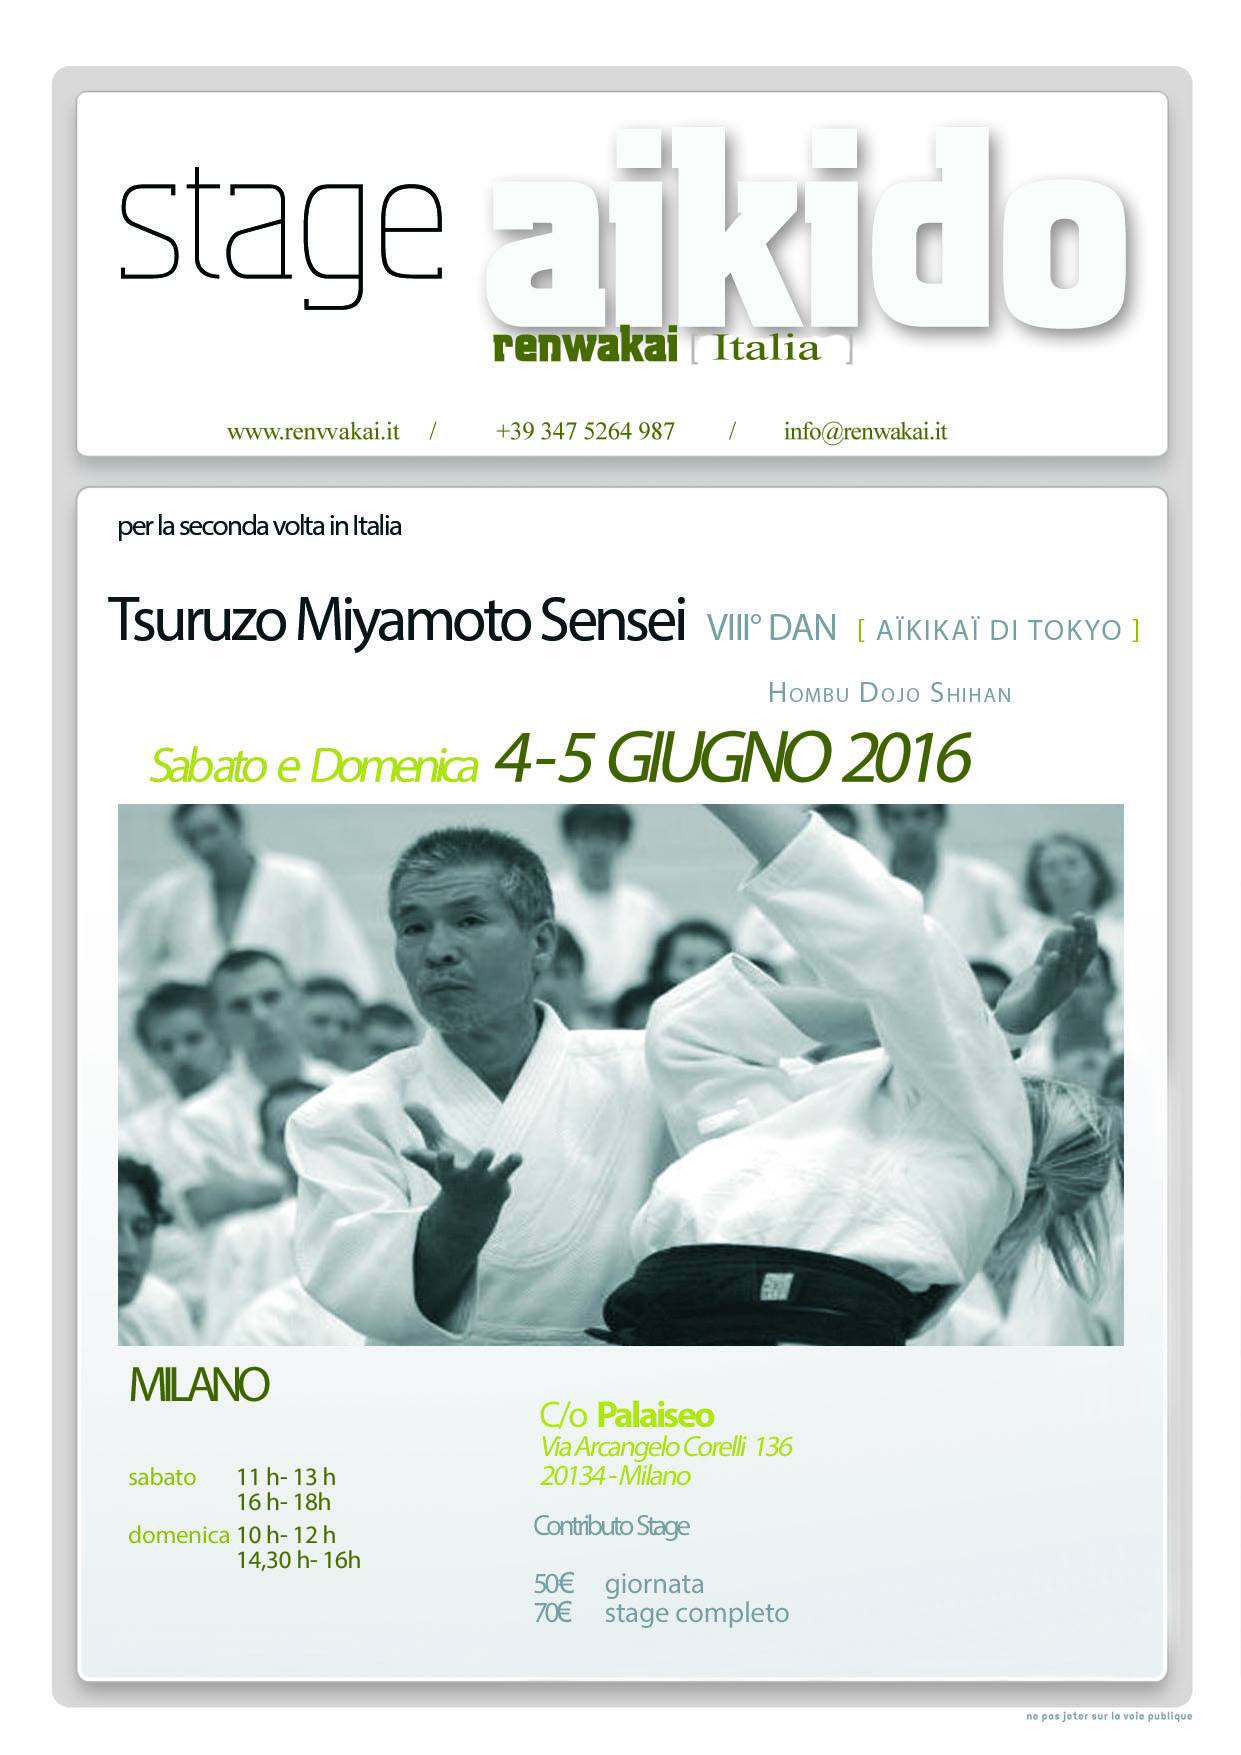 stage aikido
renwakai [ Italia ]
www.renvvakai.it / +39 347 5264 987 / info@renwakai.it
per la seconda volta in Italia
Tsuruzo Miyamoto Sensei VIII° DAN [ AÏKIKAÏ DI TOKYO ]
Hombu Dojo Shihan
Sabato e Domenica 4-5 GIUGNO 2016
MILANO
sabato 11 h- 13 h
16 h- 18h
domenica 10 h- 12 h
14,30 h- 16h
C/o Palaiseo
Via Arcangelo Corelli 136
20134 - Milano
Contributo Stage
50€ giornata
70€ stage completo
ne pas jeter sur la voie publique